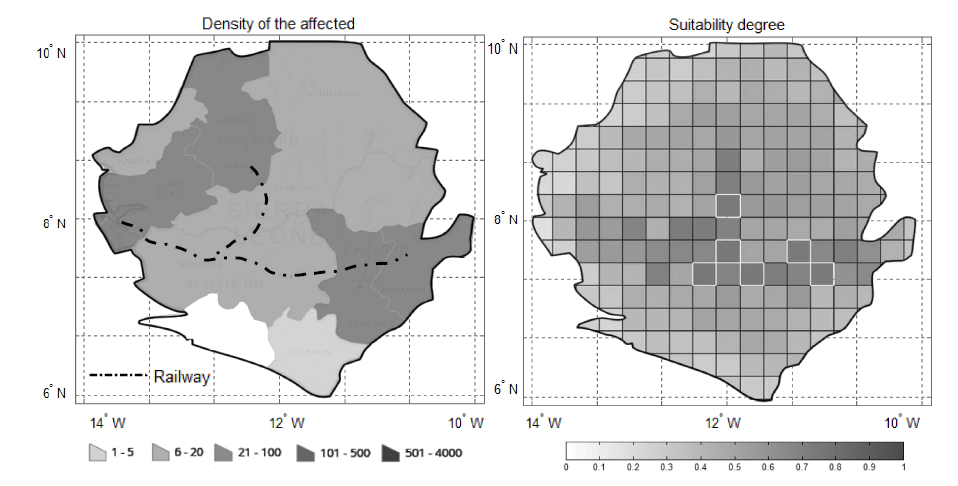 Density of the affected
Suitability degree
10° N
10° N
8° N
8° N
6° N
6° N
NORTHERN
SIERRA
LEONE
SOUTHERN
Railway
14° W
12° W
10° W
14° W
12° W
10° W
1 - 5
6 - 20
21 - 100
101 - 500
501 - 4000
0 0.1 0.2 0.3 0.4 0.5 0.6 0.7 0.8 0.9 1